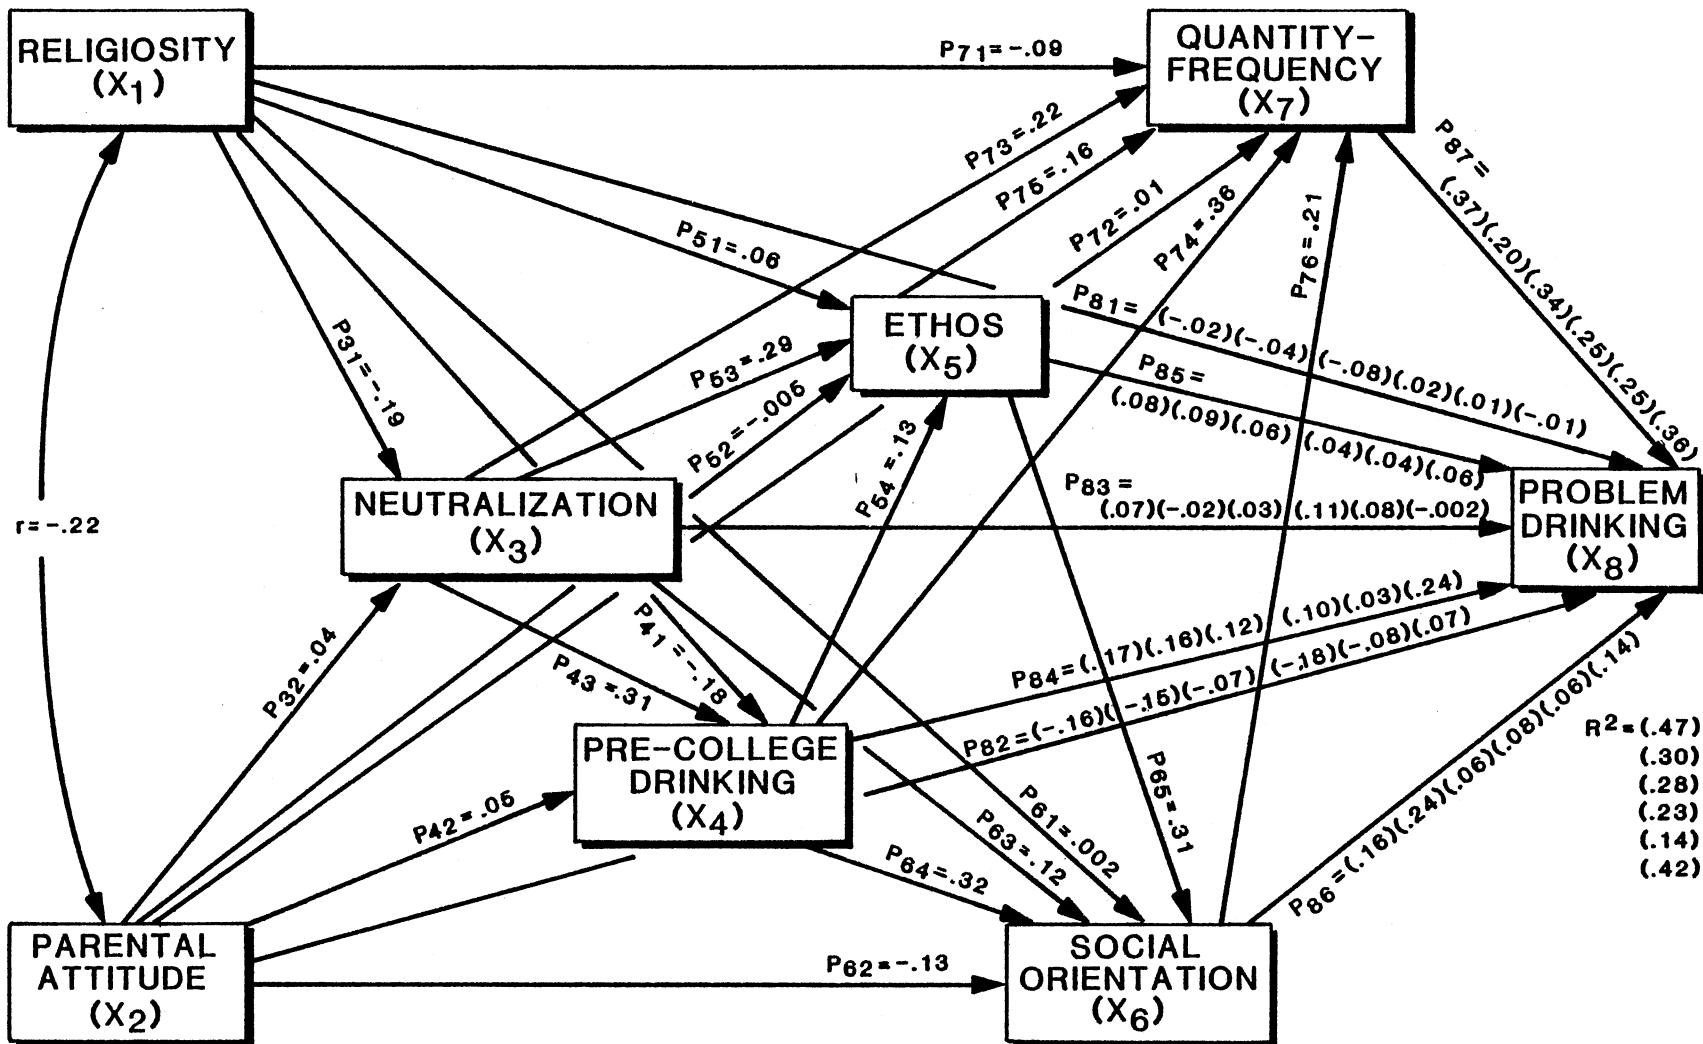 RELIGIOSITY
(X1)
P71=-.09
QUANTITY-
FREQUENCY
(X7)
P87=
(.37)(.20)(.34)(.25)(.25)(.36)
P73=.22
P75=.16
P72=.01
P74=.36
P76=.21
P51=.06
P31=-.19
ETHOS
(X5)
P81= (-.02)(-.04) (-.08)(.02)(.01)(-.01)
P85=
(.08)(.09)(.06) (.04)(.04)(.06)
P53=.29
P52=-.005
P54=.13
r=-.22
NEUTRALIZATION
(X3)
P83=
(.07)(-.02)(.03) (.11)(.08)(-.002)
PROBLEM
DRINKING
(X8)
P32=.04
P43=.31
P41=-.18
P84=(.17)(.16)(.12) (.10)(.03)(.24)
P82=(-.16)(-.15)(-.07) (-.18)(-.08)(.07)
PRE-COLLEGE
DRINKING
(X4)
P42=.05
P64=.32
P63=.12
P61=.002
P65=.31
P86=(.16)(.24)(.06)(.08)(.06)(.14)
R2=(.47)
(.30)
(.28)
(.23)
(.14)
(.42)
PARENTAL
ATTITUDE
(X2)
P62=-.13
SOCIAL
ORIENTATION
(X6)